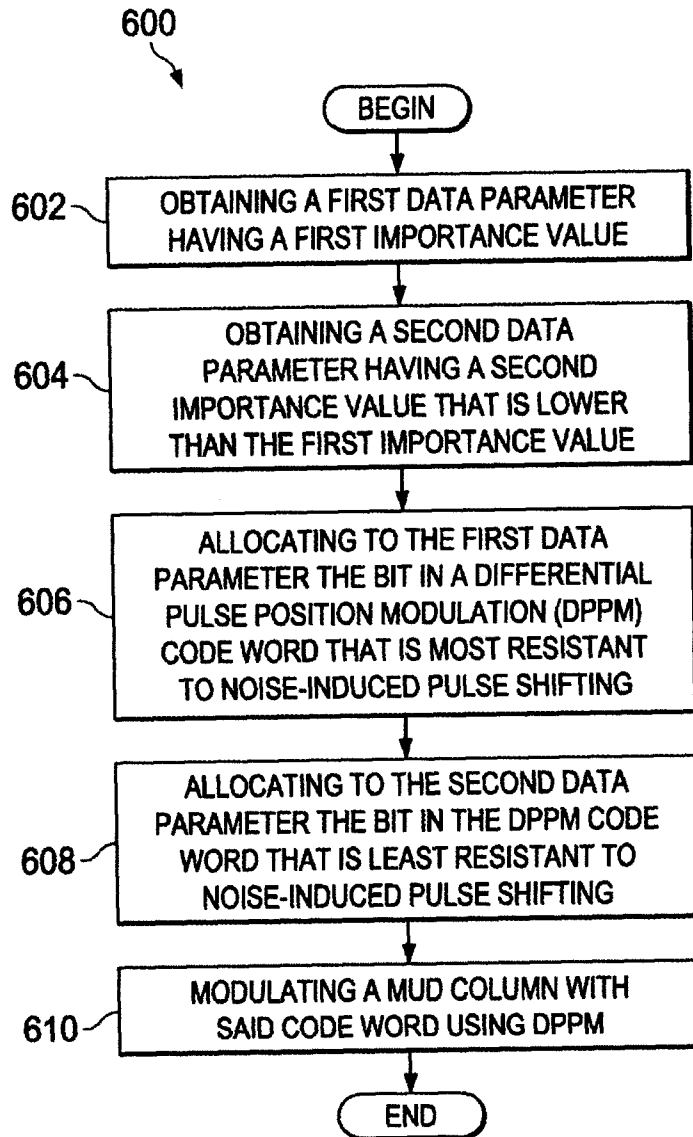 600
BEGIN
602
OBTAINING A FIRST DATA PARAMETER
HAVING A FIRST IMPORTANCE VALUE
604
OBTAINING A SECOND DATA
PARAMETER HAVING A SECOND
IMPORTANCE VALUE THAT IS LOWER
THAN THE FIRST IMPORTANCE VALUE
606
ALLOCATING TO THE FIRST DATA
PARAMETER THE BIT IN A DIFFERENTIAL
PULSE POSITION MODULATION (DPPM)
CODE WORD THAT IS MOST RESISTANT
TO NOISE-INDUCED PULSE SHIFTING
608
ALLOCATING TO THE SECOND DATA
PARAMETER THE BIT IN THE DPPM CODE
WORD THAT IS LEAST RESISTANT TO
NOISE-INDUCED PULSE SHIFTING
610
MODULATING A MUD COLUMN WITH
SAID CODE WORD USING DPPM
END